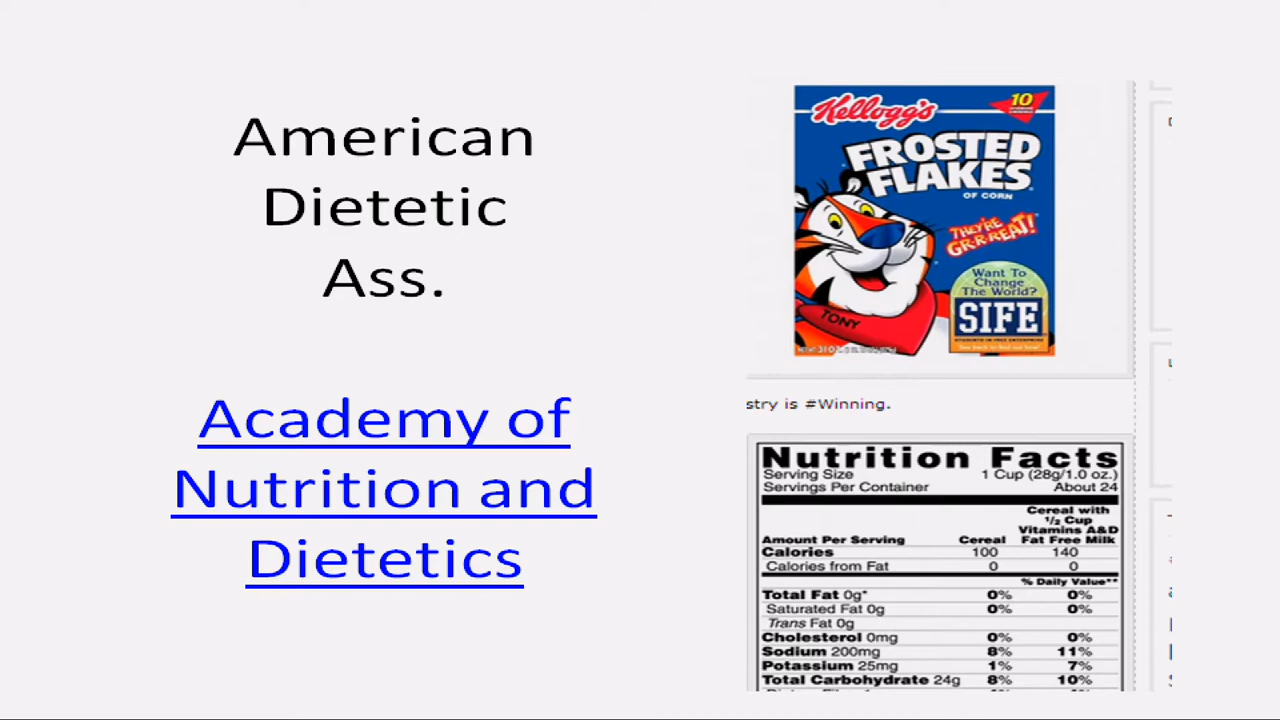 American
Dietetic
Ass.
Academy of
Nutrition and
Dietetics
Kellogg's
10
FROSTED
FLAKES
OF CORN
THEY'RE
GR-R-REAT!
Want To
Change
The World?
SIFE
STUDENTS IN FREE ENTERPRISE
TONY
stry is #Winning.
Nutrition Facts
Serving Size 1 Cup (28g/1.0 oz.)
Servings Per Container About 24
Cereal with
½ Cup
Vitamins A&D
Amount Per Serving Cereal Fat Free Milk
Calories 100 140
Calories from Fat 0 0
% Daily Value**
Total Fat 0g* 0% 0%
Saturated Fat 0g 0% 0%
Trans Fat 0g
Cholesterol 0mg 0% 0%
Sodium 200mg 8% 11%
Potassium 25mg 1% 7%
Total Carbohydrate 24g 8% 10%